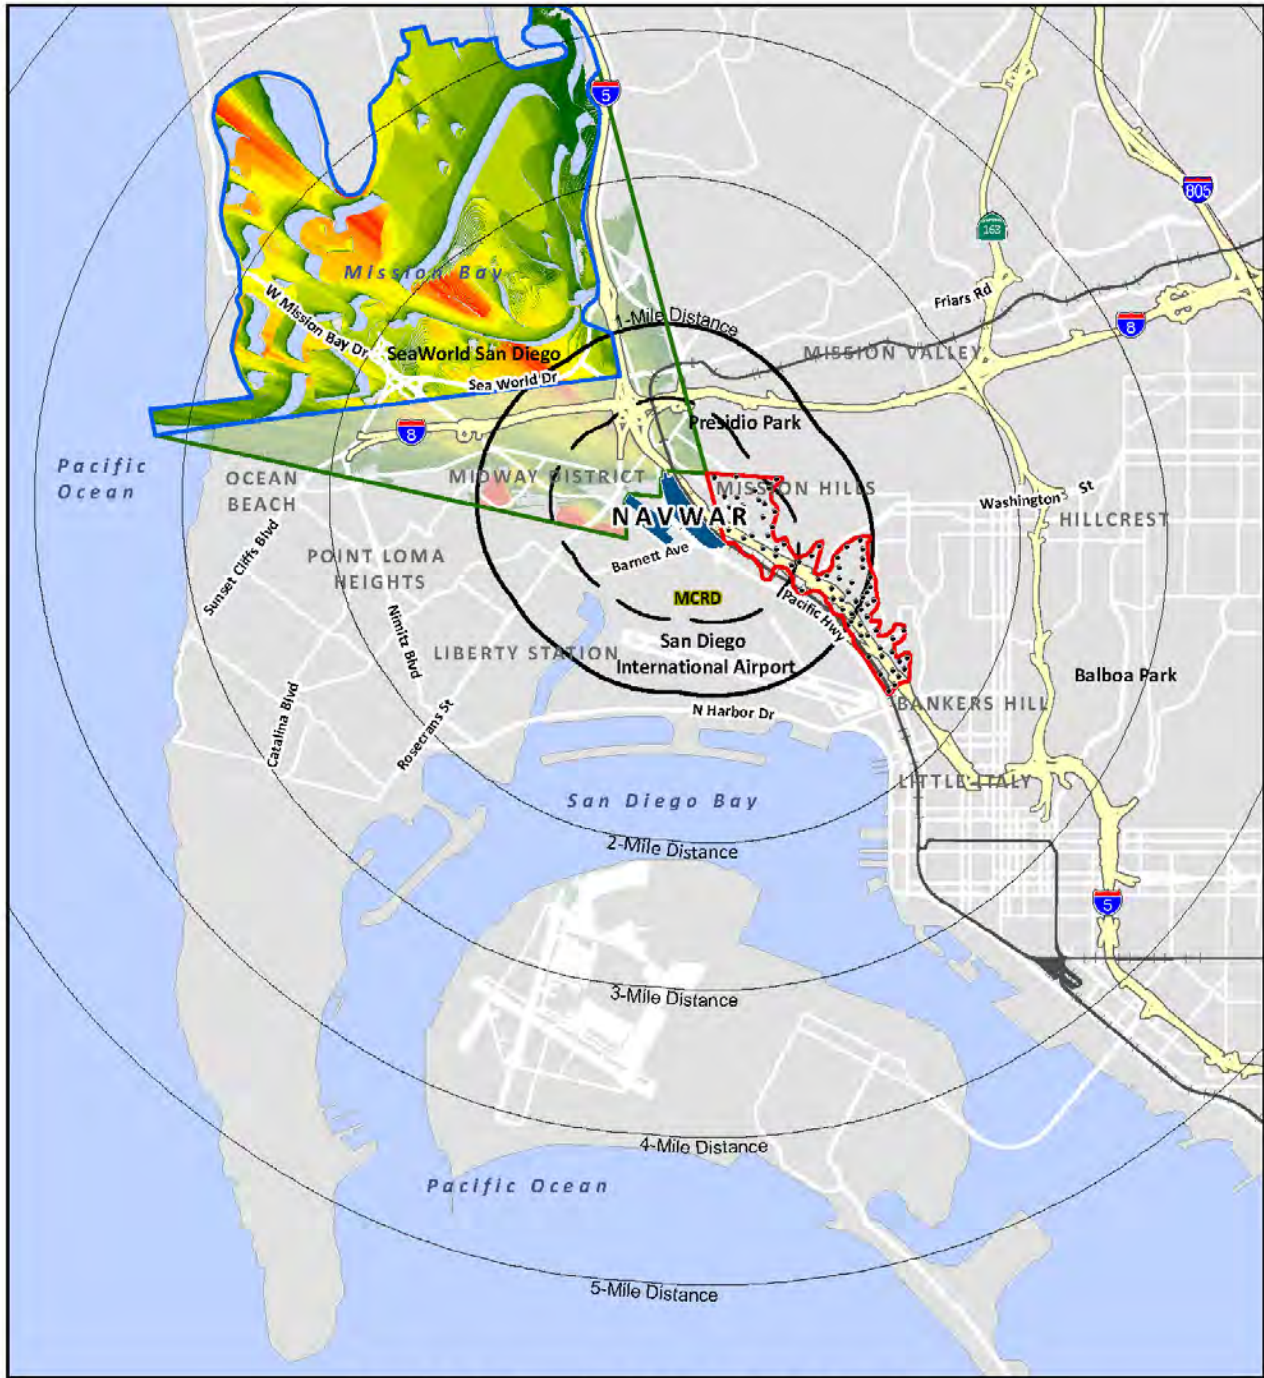 5
805
163
Mission Bay
W Mission Bay Dr
Friars Rd
1-Mile Distance
8
MISSION VALLEY
SeaWorld San Diego
Sea World Dr
Presidio Park
8
Pacific
Ocean
OCEAN
BEACH
MIDWAY DISTRICT
MISSION HILLS
Washington St
HILLCREST
NAVWAR
Sunset Cliffs Blvd
POINT LOMA
HEIGHTS
Barnett Ave
MCRD
Pacific Hwy
Nimitz Blvd
LIBERTY STATION
San Diego
International Airport
Balboa Park
Catalina Blvd
Rosecrans St
N Harbor Dr
BANKERS HILL
LITTLE ITALY
San Diego Bay
2-Mile Distance
5
3-Mile Distance
4-Mile Distance
Pacific Ocean
5-Mile Distance